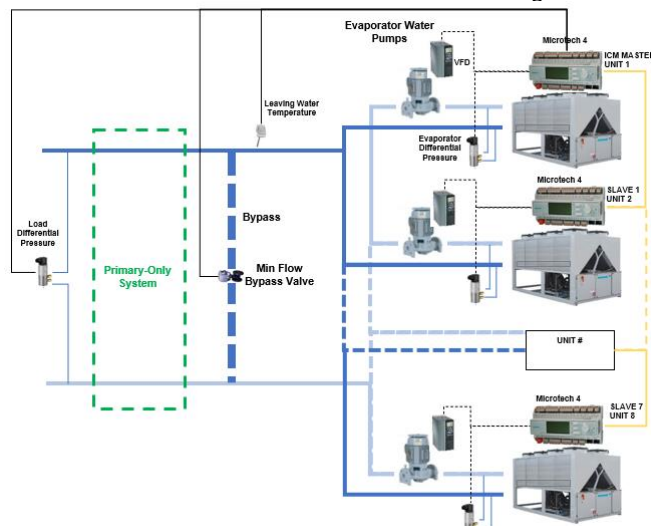 Evaporator Water
Pumps
Microtech 4
ICM MASTER
UNIT 1
VFD
Leaving Water
Temperature
Evaporator
Differential
Pressure
Microtech 4
SLAVE 1
UNIT 2
Load
Differential
Pressure
Bypass
Primary-Only
System
Min Flow
Bypass Valve
UNIT #
Microtech 4
SLAVE 7
UNIT 8